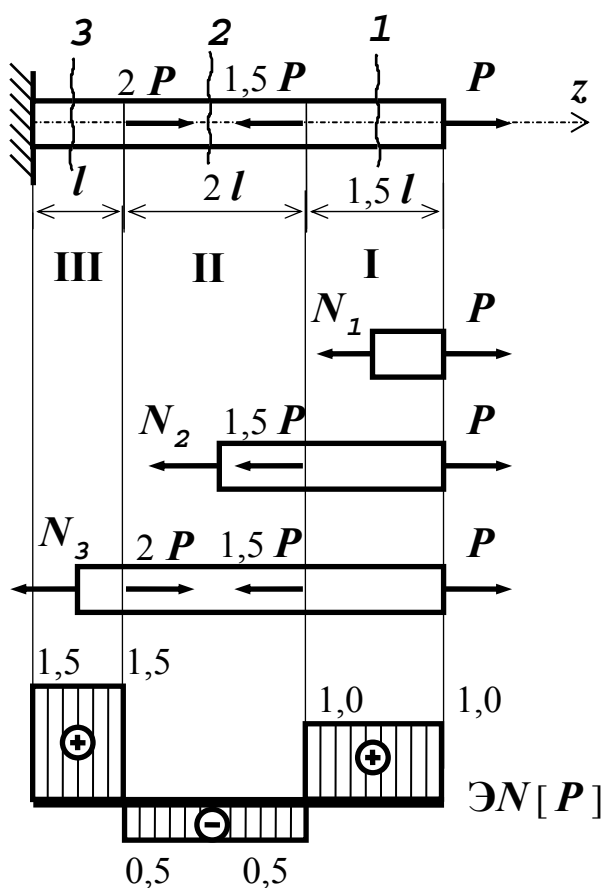 3 2 1
2 P 1,5 P P z
l 2 l 1,5 l
III II I
N1 P
N2 1,5 P P
N3 2 P 1,5 P P
1,5 1,5
1,0 1,0
+ +
ЭN [ P ]
−
0,5 0,5